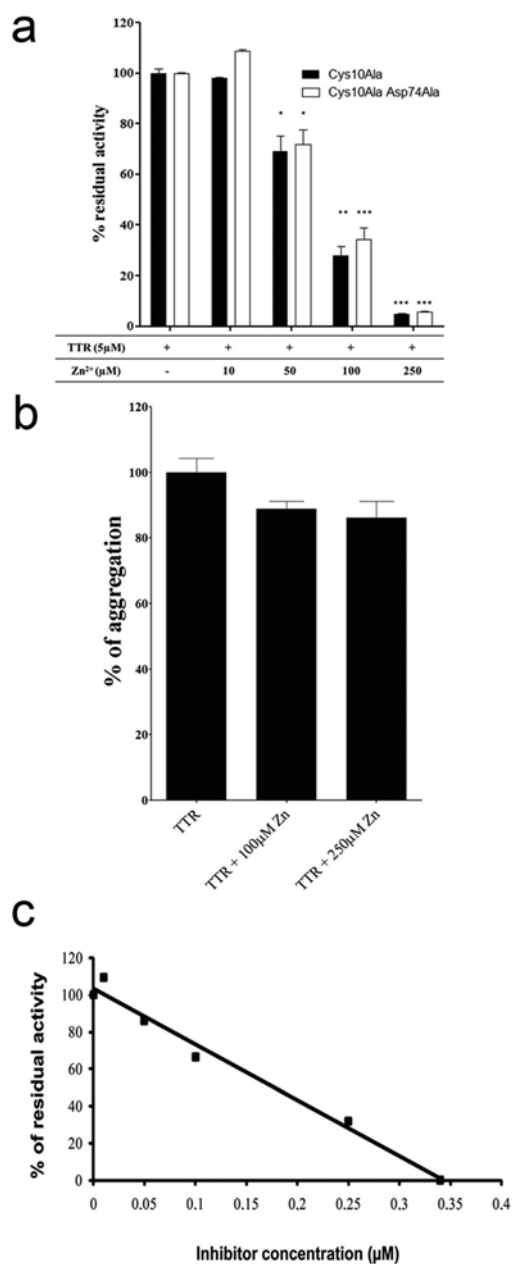 a
120
100
80
60
40
20
0
% residual activity
Cys10Ala
Cys10Ala Asp74Ala
* *
** ***
*** ***
TTR (5µM) + + + + +
Zn²⁺ (µM) - 10 50 100 250
b
120
100
80
60
40
20
0
% of aggregation
TTR
TTR + 100µM Zn
TTR + 250µM Zn
c
120
100
80
60
40
20
0
% of residual activity
0 0.05 0.1 0.15 0,2 0.25 0,3 0.35 0.4
Inhibitor concentration (µM)